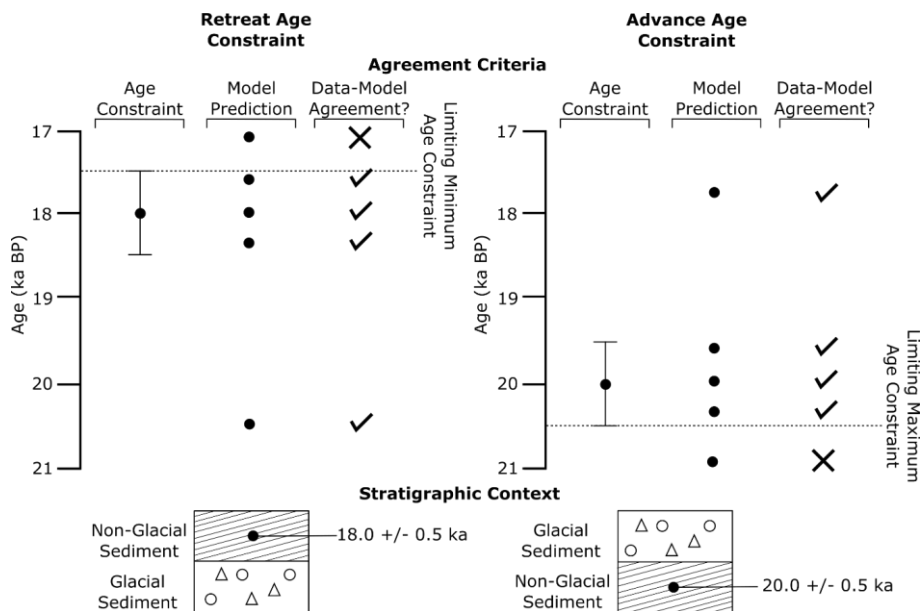 Retreat Age
Constraint
Advance Age
Constraint
Agreement Criteria
Age
Constraint
Model
Prediction
Data-Model
Agreement?
Age
Constraint
Model
Prediction
Data-Model
Agreement?
17
18
19
20
21
Age (ka BP)
Limiting Minimum
Age Constraint
17
18
19
20
21
Age (ka BP)
Limiting Maximum
Age Constraint
Stratigraphic Context
Non-Glacial
Sediment
18.0 +/- 0.5 ka
Glacial
Sediment
Glacial
Sediment
Non-Glacial
Sediment
20.0 +/- 0.5 ka